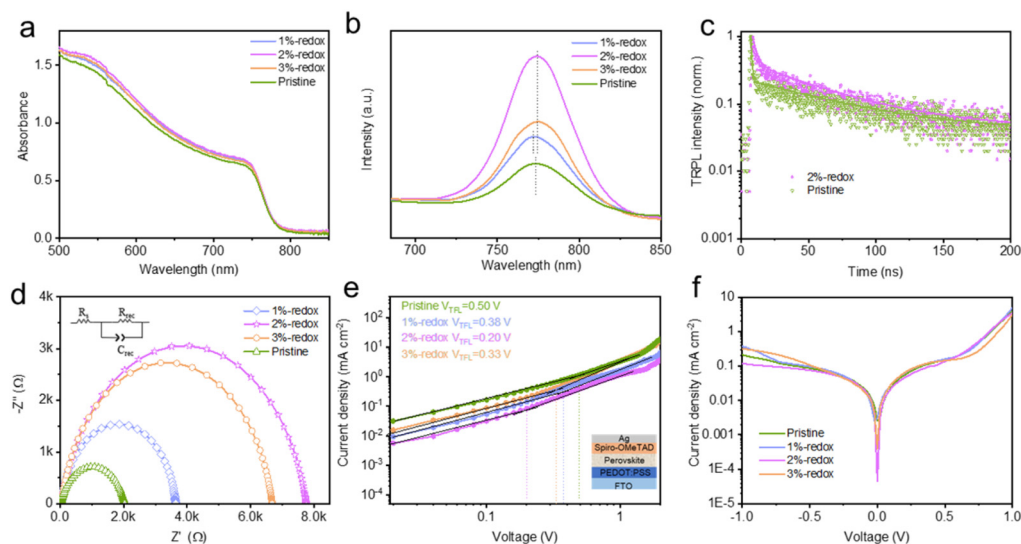 a
1%-redox
2%-redox
3%-redox
Pristine
Absorbance
1.5
1.0
0.5
0.0
500
600
700
800
Wavelength (nm)
b
1%-redox
2%-redox
3%-redox
Pristine
Intensity (a.u.)
700
750
800
850
Wavelength (nm)
c
TRPL intensity (norm.)
1
0.1
0.01
0.001
2%-redox
Pristine
0
50
100
150
200
Time (ns)
d
R_s
R_rec
C_rec
1%-redox
2%-redox
3%-redox
Pristine
-Z'' (Ω)
4k
3k
2k
1k
0
0.0
2.0k
4.0k
6.0k
8.0k
Z' (Ω)
e
Pristine V_TFL=0.50 V
1%-redox V_TFL=0.38 V
2%-redox V_TFL=0.20 V
3%-redox V_TFL=0.33 V
Current density (mA cm⁻²)
10²
10¹
10⁰
10⁻¹
10⁻²
10⁻³
10⁻⁴
Ag
Spiro-OMeTAD
Perovskite
PEDOT:PSS
FTO
0.1
1
Voltage (V)
f
Current density (mA cm⁻²)
10
1
0.1
0.01
0.001
1E-4
1E-5
Pristine
1%-redox
2%-redox
3%-redox
-1.0
-0.5
0.0
0.5
1.0
Voltage (V)